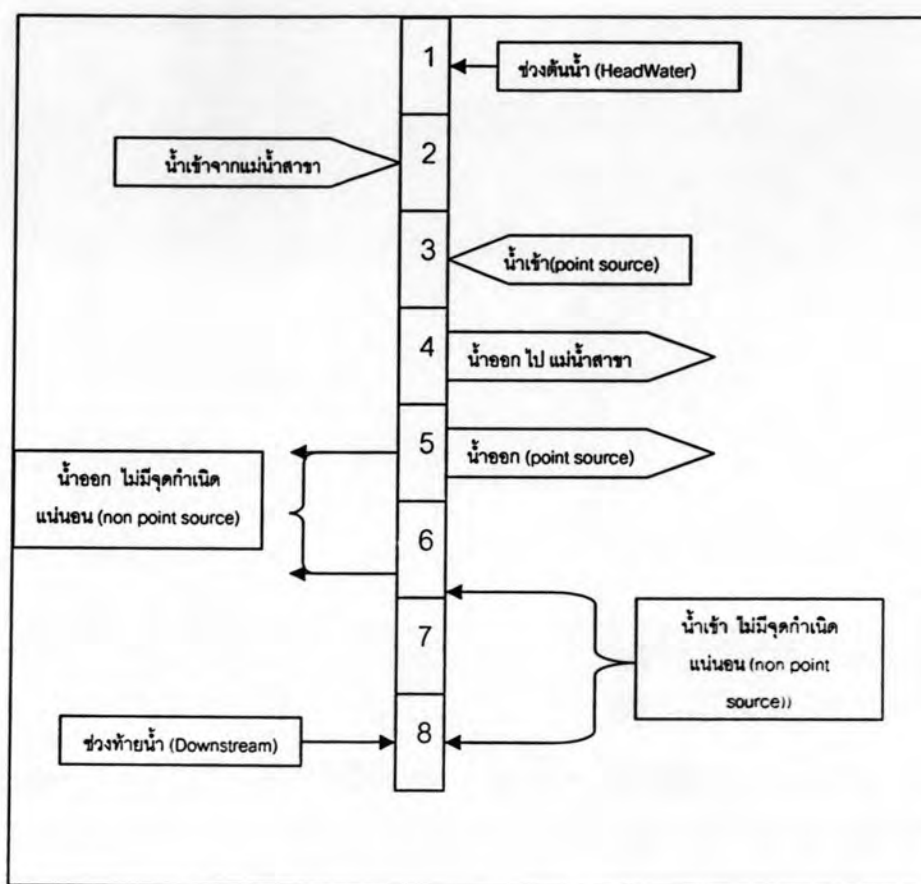 1
ช่วงต้นน้ำ (HeadWater)
2
น้ำเข้าจากแม่น้ำสาขา
3
น้ำเข้า(point source)
4
น้ำออก ไป แม่น้ำสาขา
5
น้ำออก (point source)
น้ำออก ไม่มีจุดกำเนิด
แน่นอน (non point source)
6
7
น้ำเข้า ไม่มีจุดกำเนิด
แน่นอน (non point
source))
8
ช่วงท้ายน้ำ (Downstream)